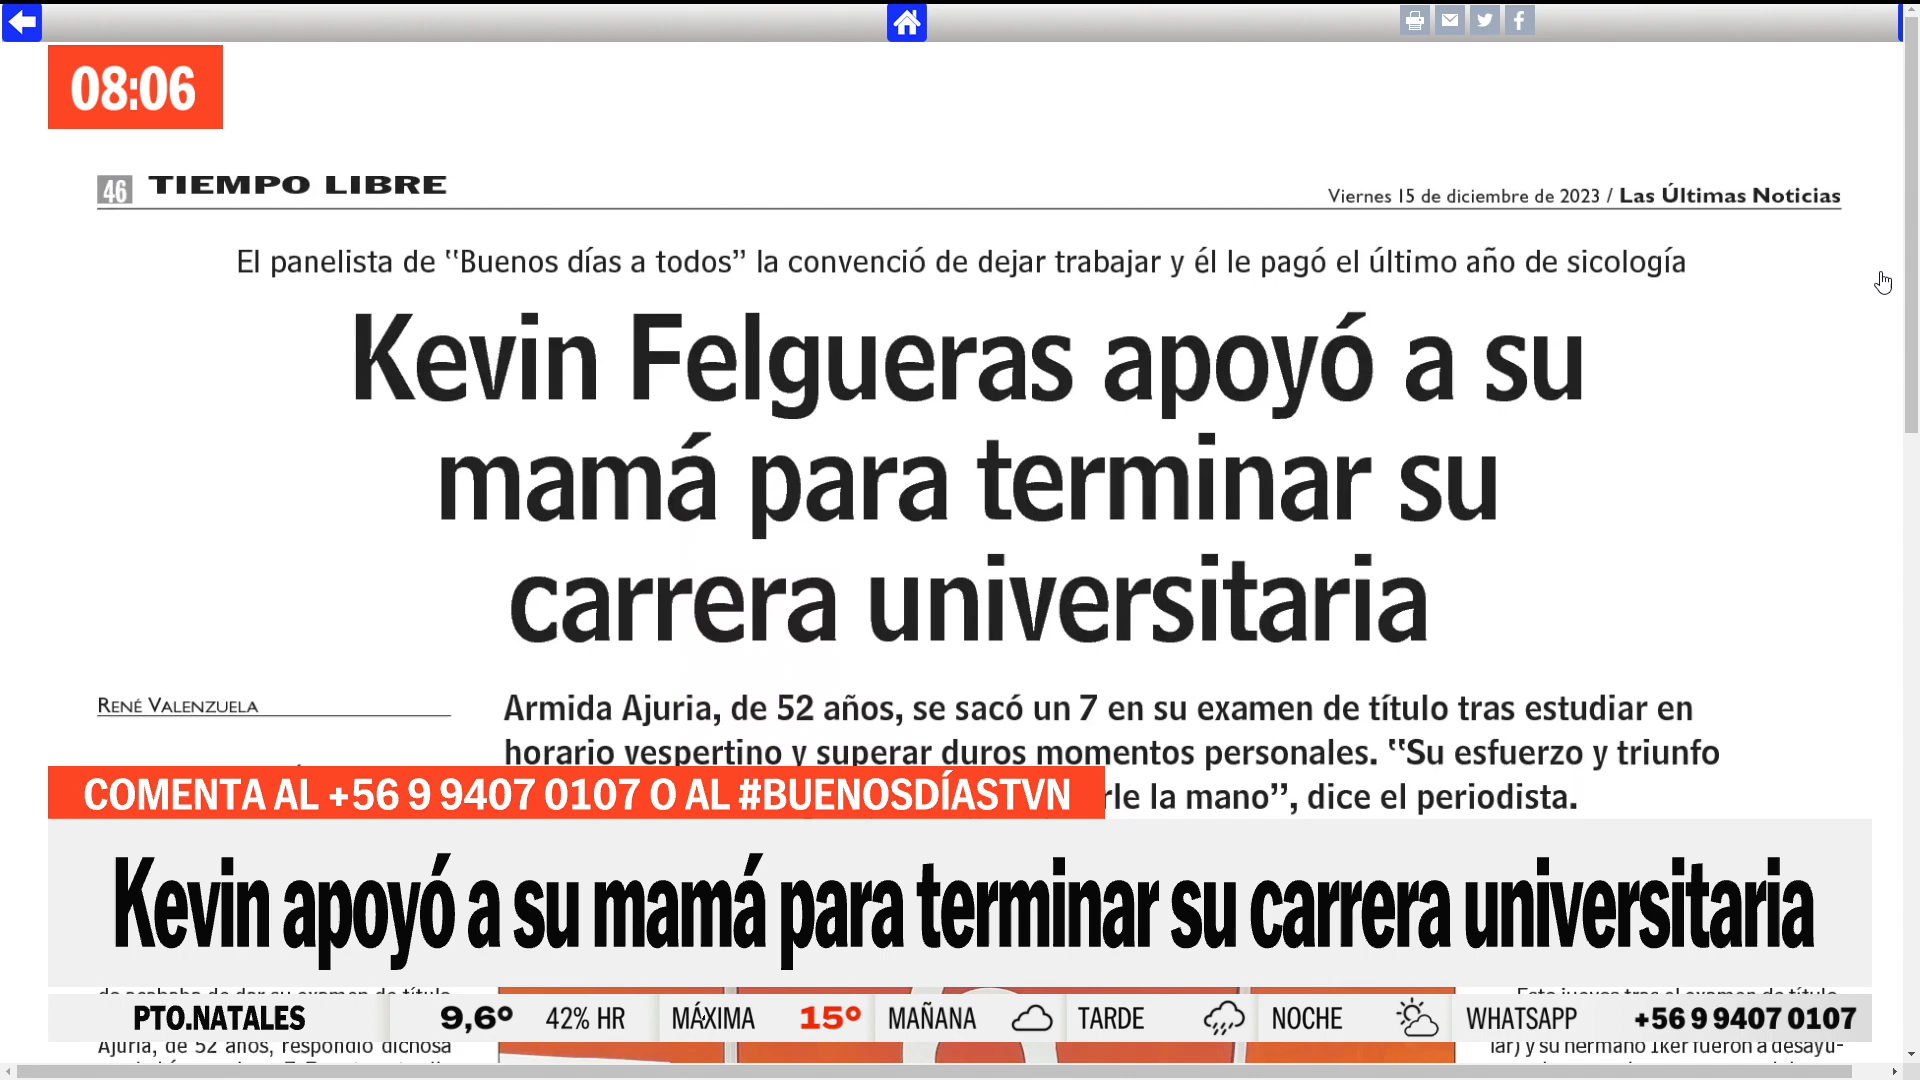 08:06
46 TIEMPO LIBRE
Viernes 15 de diciembre de 2023 / Las Últimas Noticias
El panelista de "Buenos días a todos" la convenció de dejar trabajar y él le pagó el último año de sicología
Kevin Felgueras apoyó a su
mamá para terminar su
carrera universitaria
RENÉ VALENZUELA
Armida Ajuria, de 52 años, se sacó un 7 en su examen de título tras estudiar en
horario vespertino y superar duros momentos personales. "Su esfuerzo y triunfo
la mano", dice el periodista.
COMENTA AL +56 9 9407 0107 O AL #BUENOSDÍASTVN
Kevin apoyó a su mamá para terminar su carrera universitaria
PTO.NATALES 9,6° 42% HR MÁXIMA 15° MAÑANA TARDE NOCHE WHATSAPP +56 9 9407 0107
Ajuria, de 52 años, respondió dichosa
y su hermano Iker fueron a desayu-